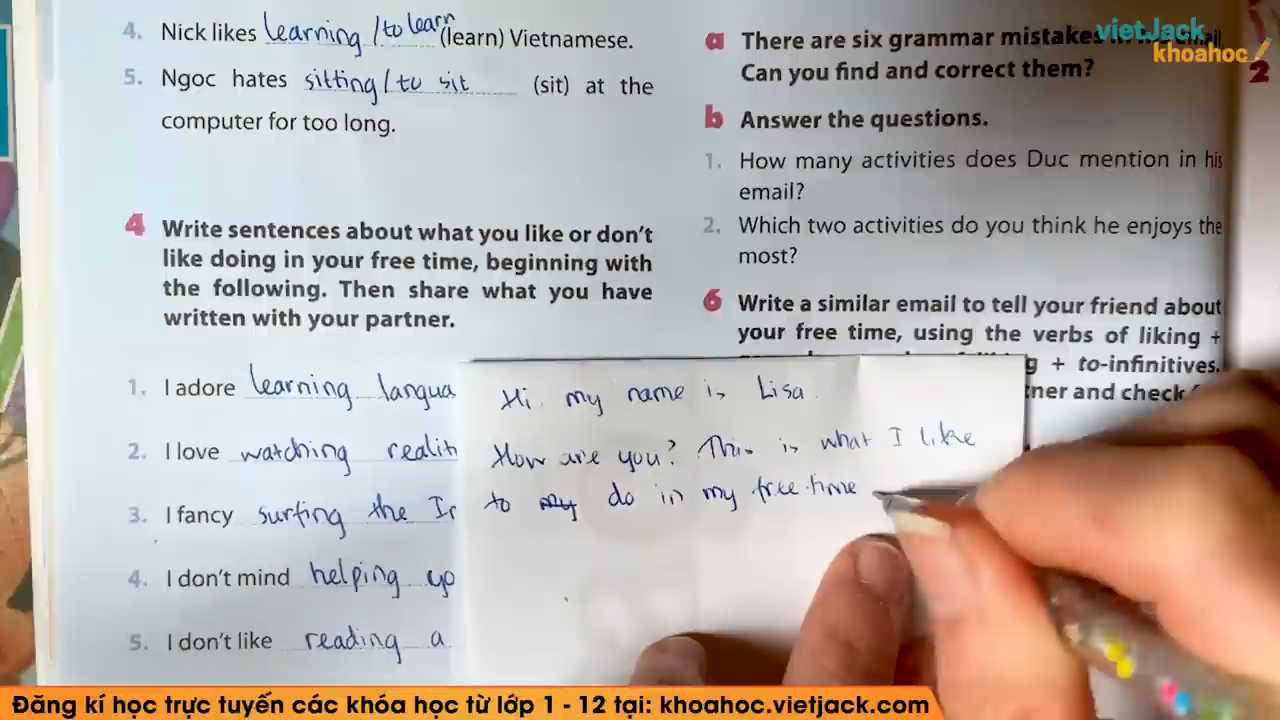 4. Nick likes learning /to learn (learn) Vietnamese.
5. Ngoc hates sitting/to sit (sit) at the
computer for too long.
4 Write sentences about what you like or don't
like doing in your free time, beginning with
the following. Then share what you have
written with your partner.
1. I adore learning langua
2. I love watching realit
3. I fancy surfing the
4. I don't mind helping
5. I don't like reading a
vietJack
khoahoc
a There are six grammar mistakes
Can you find and correct them?
2
b Answer the questions.
1. How many activities does Duc mention in his
email?
2. Which two activities do you think he enjoys the
most?
6 Write a similar email to tell your friend about
your free time, using the verbs of liking +
g + to-infinitives.
tner and check
Hi, my name is Lisa.
How are you? This is what I like
to my do in my free time
Đăng kí học trực tuyến các khóa học từ lớp 1 - 12 tại: khoahoc.vietjack.com